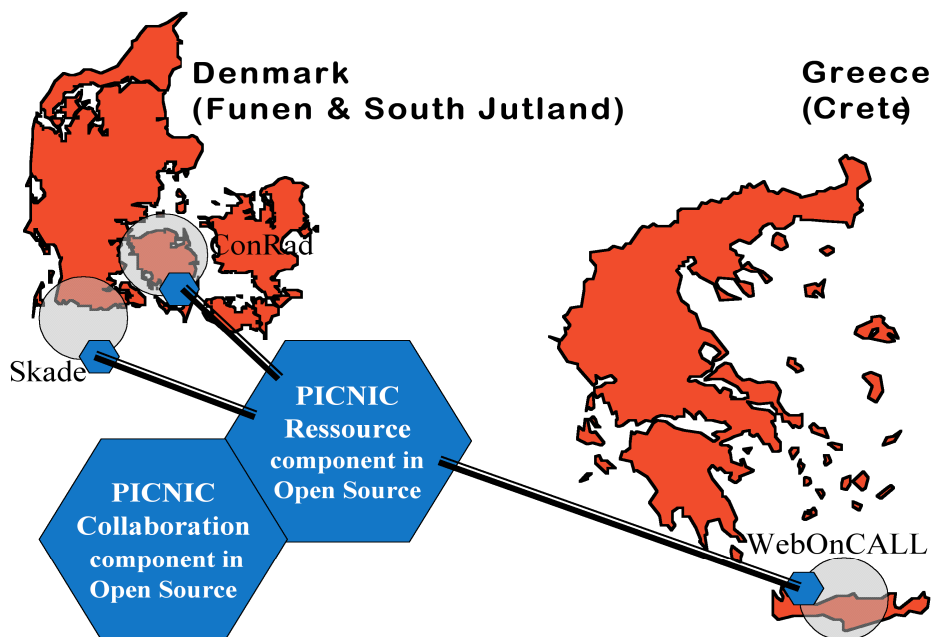 Denmark
(Funen & South Jutland)
Greece
(Crete)
ConRad
Skade
PICNIC
Ressource
component in
Open Source
PICNIC
Collaboration
component in
Open Source
WebOnCALL